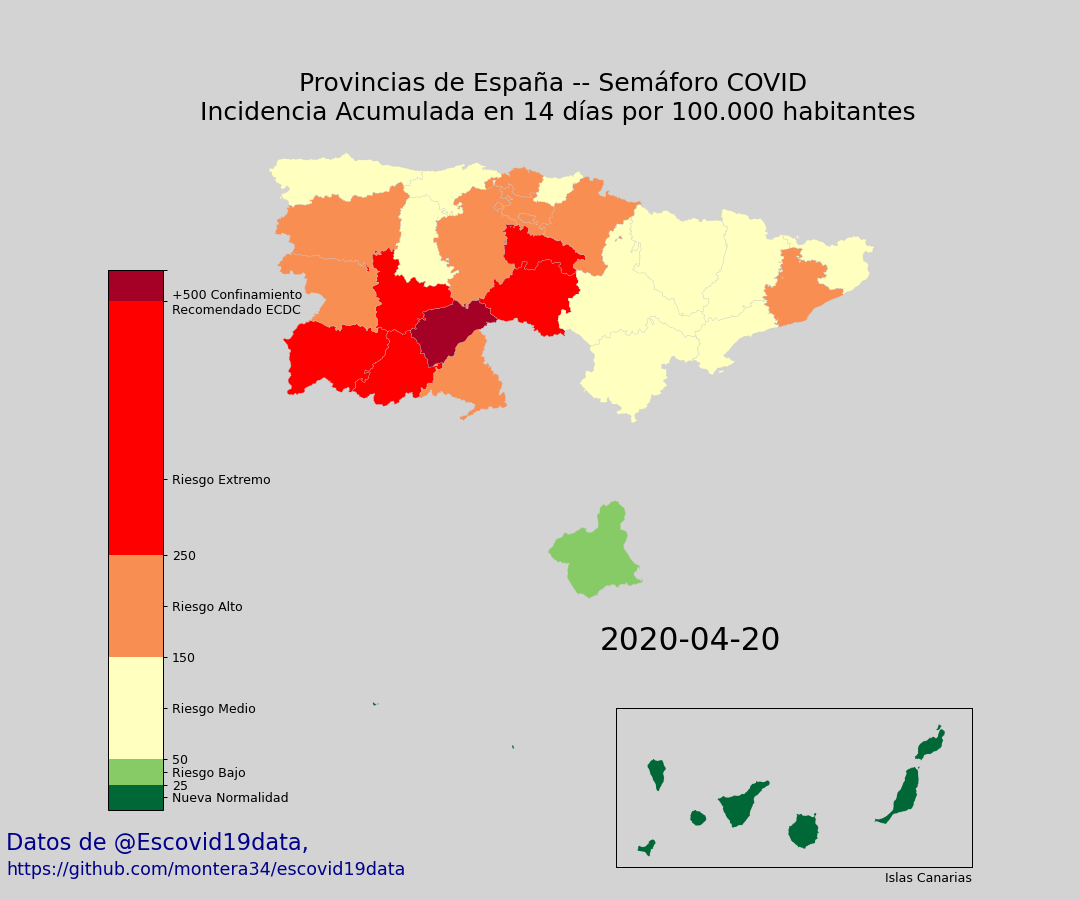 Provincias de España -- Semáforo COVID
Incidencia Acumulada en 14 días por 100.000 habitantes
+500 Confinamiento
Recomendado ECDC
Riesgo Extremo
250
Riesgo Alto
150
Riesgo Medio
50
Riesgo Bajo
25
Nueva Normalidad
2020-04-20
Islas Canarias
Datos de @Escovid19data,
https://github.com/montera34/escovid19data